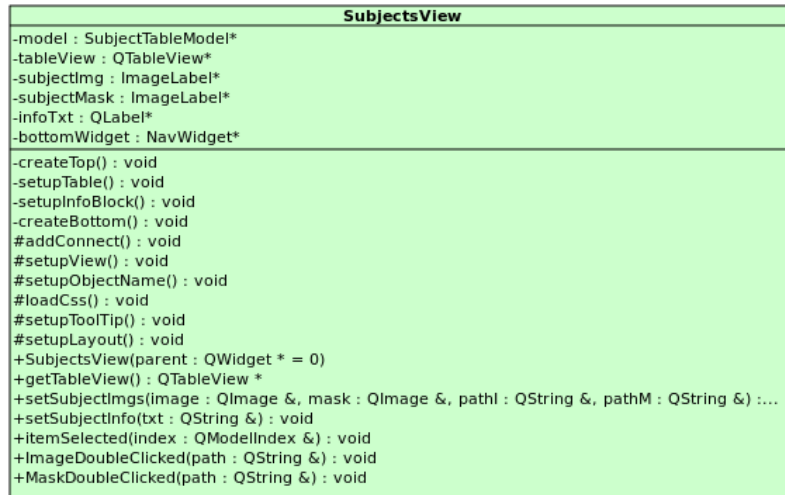 SubjectsView
-model : SubjectTableModel*
-tableView : QTableView*
-subjectImg : ImageLabel*
-subjectMask : ImageLabel*
-infoTxt : QLabel*
-bottomWidget : NavWidget*
-createTop() : void
-setupTable() : void
-setupInfoBlock() : void
-createBottom() : void
#addConnect() : void
#setupView() : void
#setupObjectName() : void
#loadCss() : void
#setupToolTip() : void
#setupLayout() : void
+SubjectsView(parent : QWidget * = 0)
+getTableView() : QTableView *
+setSubjectImgs(image : QImage &, mask : QImage &, pathI : QString &, pathM : QString &) :...
+setSubjectInfo(txt : QString &) : void
+itemSelected(index : QModelIndex &) : void
+ImageDoubleClicked(path : QString &) : void
+MaskDoubleClicked(path : QString &) : void